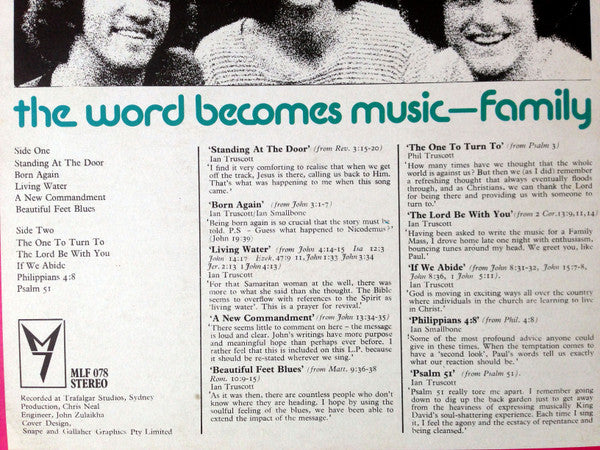 the word becomes music—family
Side One
Standing At The Door
Born Again
Living Water
A New Commandment
Beautiful Feet Blues
Side Two
The One To Turn To
The Lord Be With You
If We Abide
Philippians 4:8
Psalm 51
M7
MLF 078
STEREO
Recorded at Trafalgar Studios, Sydney
Production, Chris Neal
Engineer, John Zulaikha
Cover Design,
Snape and Gallaher Graphics Pty Limited
'Standing At The Door' (from Rev. 3:15-20)
Ian Truscott
'I find it very comforting to realise that when we get
off the track, Jesus is there, calling us back to Him.
That's what was happening to me when this song
came.'
'Born Again' (from John 3:1-7)
Ian Truscott/Ian Smallbone
'Being born again is so crucial that the story must be
told. P.S - Guess what happened to Nicodemus?'
(John 19:39)
'Living Water' (from John 4:14-15 Isa 12:3
John 14:17 Ezek. 47:9 11, John 1:33 John 3:34
Jer. 2:13 1 John 4:13)
Ian Truscott
'For that Samaritan woman at the well, there was
more to what she said than she thought. The Bible
seems to overflow with references to the Spirit as
'living water'. This is a prayer for revival.'
'A New Commandment' (from John 13:34-35)
'There seems little to comment on here - the message
is loud and clear. John's writings have more purpose
and meaningful hope than perhaps ever before. I
rather feel that this is included on this L.P. because
it should be re-stated wherever we sing.'
'Beautiful Feet Blues' (from Matt. 9:36-38
Rom. 10:9-15)
Ian Truscott
'As it was then, there are countless people who don't
know where they are heading. I hope by using the
soulful feeling of the blues, we have been able to
extend the impact of the message.'
'The One To Turn To' (from Psalm 3)
Phil Truscott
'How many times have we thought that the whole
world is against us? But then we (as I did) remember
a refreshing thought that always eventually floods
through, and as Christians, we can thank the Lord
for being there and providing us with someone to
turn to.'
'The Lord Be With You' (from 2 Cor.13:9,11,14)
Ian Truscott
'Having been asked to write the music for a Family
Mass, I drove home late one night with enthusiasm,
bouncing tunes around my head. We greet you, like
Paul.'
'If We Abide' (from John 8:31-32, John 15:7-8,
John 8:36, 1 John 5:11).
Ian Truscott
'God is moving in exciting ways all over the country
where individuals in the church are learning to live
in Christ.'
'Philippians 4:8' (from Phil. 4:8)
Ian Smallbone
'Some of the most profound advice anyone could
give in these times. When the temptation comes to
have a 'second look', Paul's words tell us exactly
what our reaction should be.'
'Psalm 51' (from Psalm 51).
Ian Truscott
'Psalm 51 really tore me apart. I remember going
down to dig up the back garden just to get away
from the heaviness of expressing musically King
David's soul-shattering experience. Each time I sing
it, I feel the agony and the ecstacy of repentance and
being cleansed.'